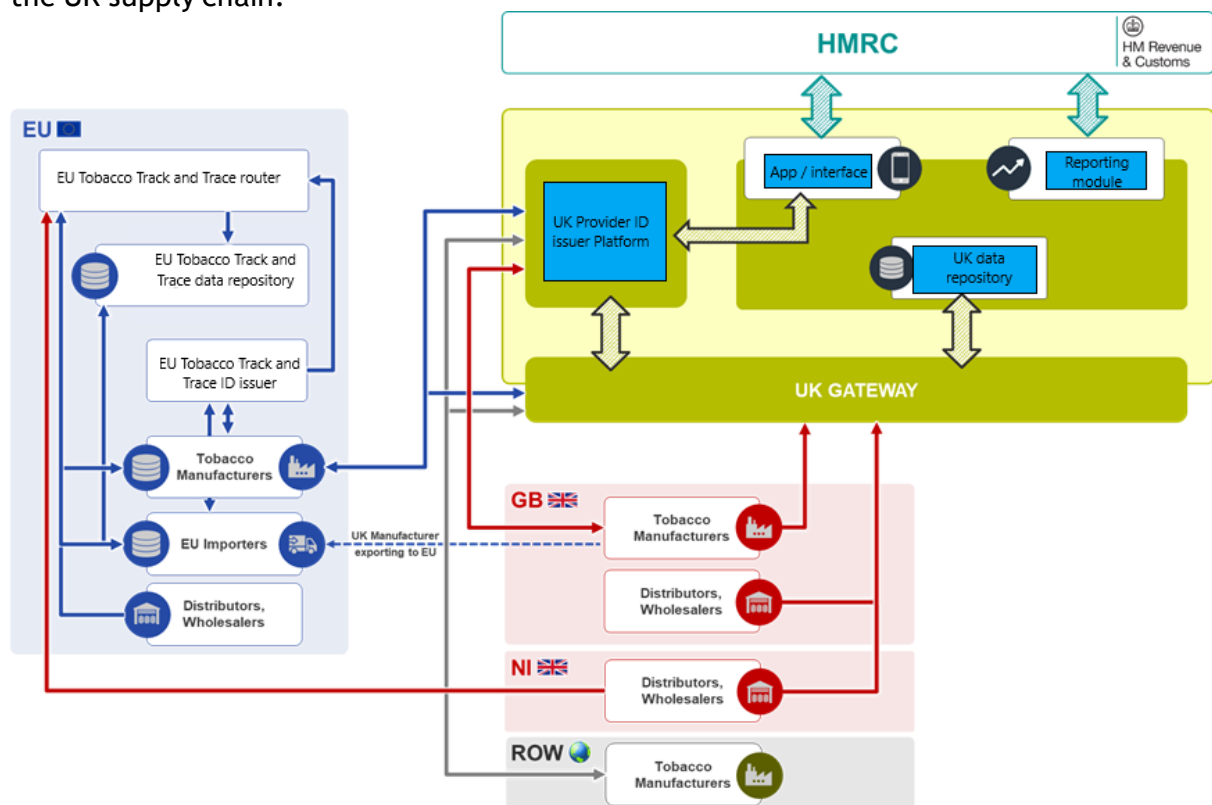 the UK supply chain?
HMRC
HM Revenue
& Customs
EU
EU Tobacco Track and Trace router
EU Tobacco Track and
Trace data repository
EU Tobacco Track and
Trace ID issuer
Tobacco
Manufacturers
EU Importers
Distributors,
Wholesalers
UK Manufacturer
exporting to EU
UK Provider ID
issuer Platform
App / interface
Reporting
module
UK data
repository
UK GATEWAY
GB
Tobacco
Manufacturers
Distributors,
Wholesalers
NI
Distributors,
Wholesalers
ROW
Tobacco
Manufacturers